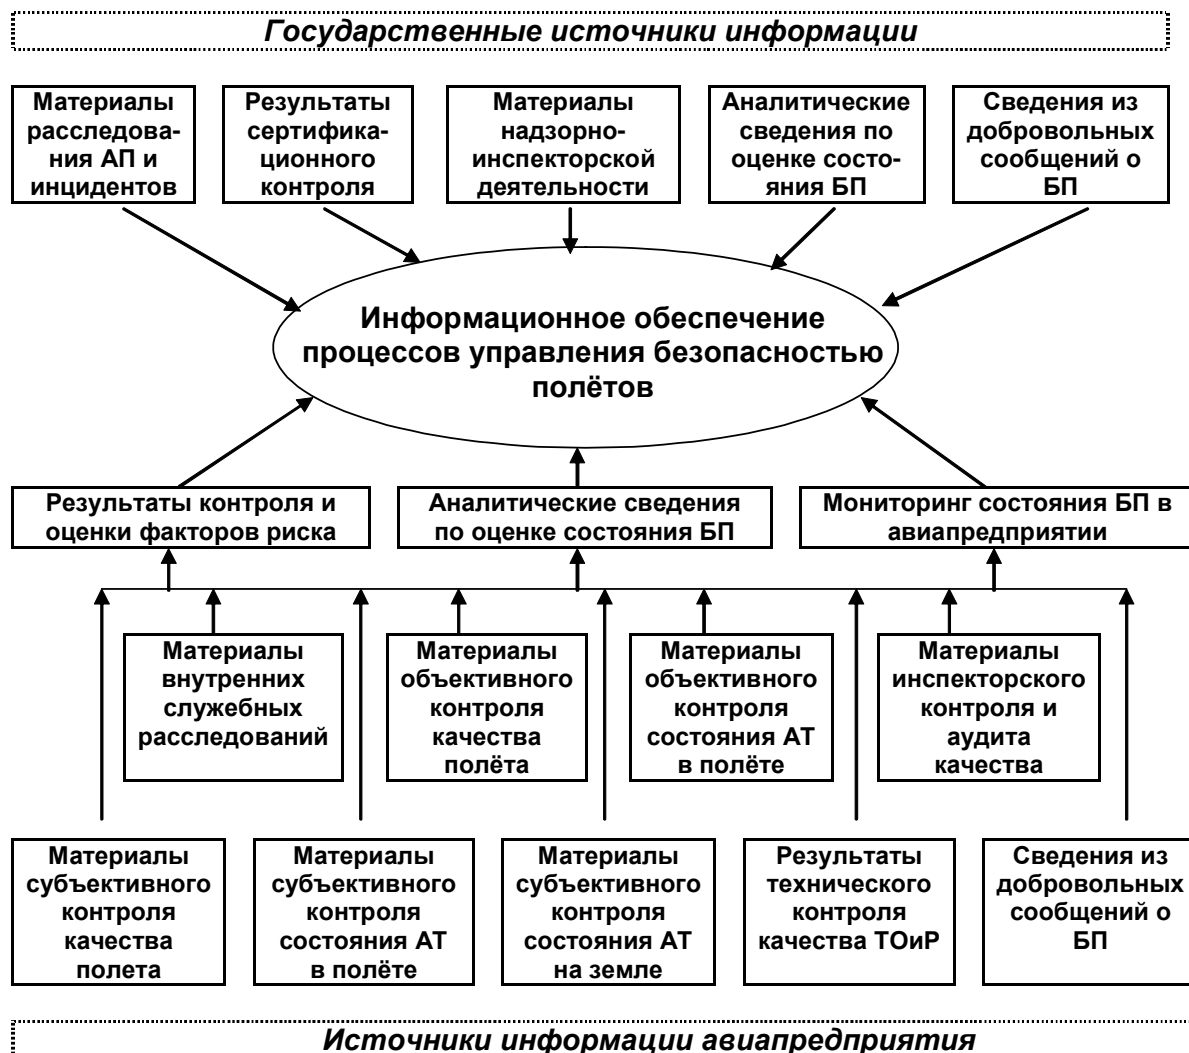 Государственные источники информации
Материалы
расследова-
ния АП и
инцидентов
Результаты
сертифика-
ционного
контроля
Материалы
надзорно-
инспекторской
деятельности
Аналитические
сведения по
оценке состо-
яния БП
Сведения из
добровольных
сообщений о
БП
Информационное обеспечение
процессов управления безопасностью
полётов
Результаты контроля и
оценки факторов риска
Аналитические сведения
по оценке состояния БП
Мониторинг состояния БП в
авиапредприятии
Материалы
внутренних
служебных
расследований
Материалы
объективного
контроля
качества
полёта
Материалы
объективного
контроля
состояния АТ
в полёте
Материалы
инспекторского
контроля и
аудита
качества
Материалы
субъективного
контроля
качества
полета
Материалы
субъективного
контроля
состояния АТ
в полёте
Материалы
субъективного
контроля
состояния АТ
на земле
Результаты
технического
контроля
качества ТОиР
Сведения из
добровольных
сообщений о
БП
Источники информации авиапредприятия